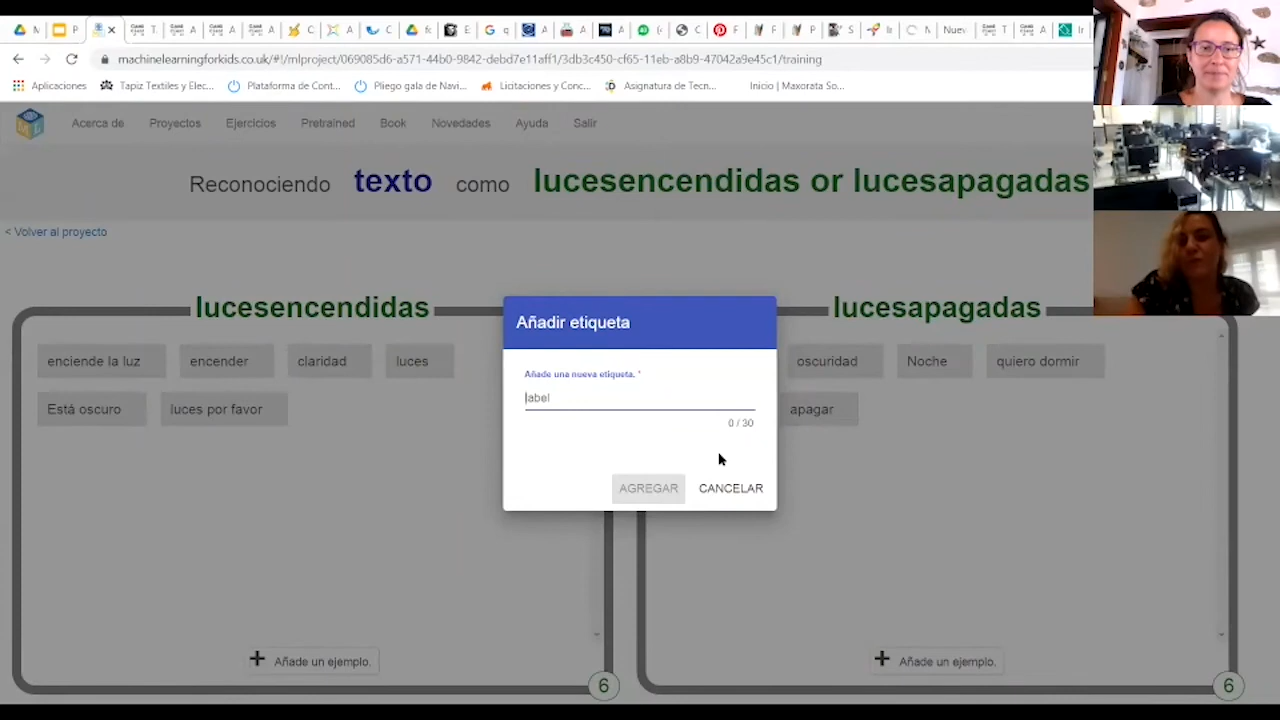 machinelearningforkids.co.uk/#!/mlproject/069085d6-a571-44b0-9842-debd7e11aff1/3db3c450-cf65-11eb-a8b9-47042a9e45c1/training
Aplicaciones Tapiz Textiles y Elec... Plataforma de Cont... Pliego gala de Navi... Licitaciones y Conc... Asignatura de Tecn... Inicio | Maxorata So...
Acerca de Proyectos Ejercicios Pretrained Book Novedades Ayuda Salir
Reconociendo texto como lucesencendidas or lucesapagadas
< Volver al proyecto
lucesencendidas
enciende la luz encender claridad luces
Está oscuro luces por favor
+ Añade un ejemplo.
6
Añadir etiqueta
Añade una nueva etiqueta. *
label
0 / 30
AGREGAR CANCELAR
lucesapagadas
oscuridad Noche quiero dormir
apagar
+ Añade un ejemplo.
6